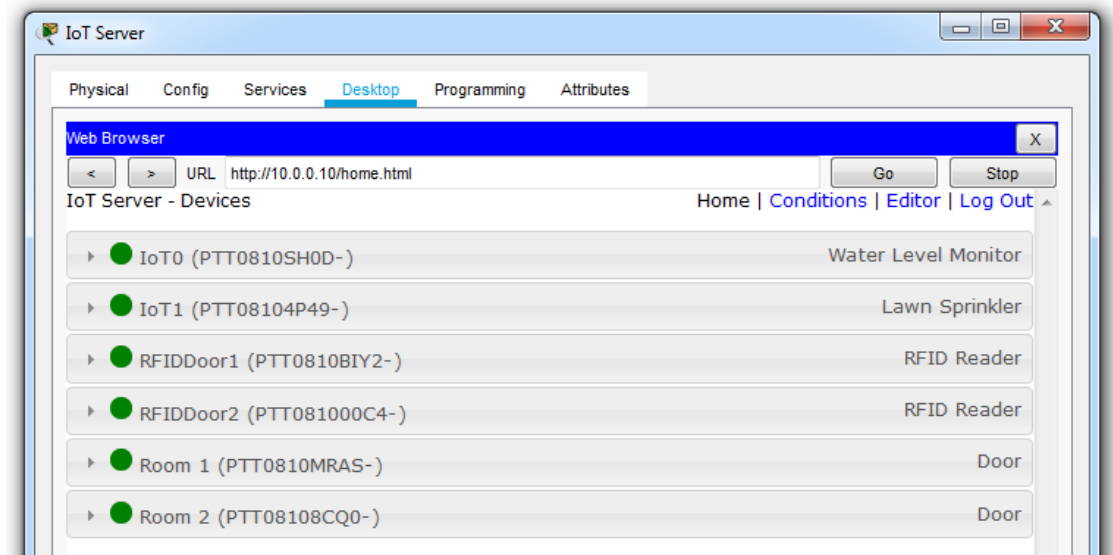 IoT Server
Physical Config Services Desktop Programming Attributes
Web Browser X
< > URL http://10.0.0.10/home.html Go Stop
IoT Server - Devices Home | Conditions | Editor | Log Out
IoT0 (PTT0810SH0D-) Water Level Monitor
IoT1 (PTT08104P49-) Lawn Sprinkler
RFIDDoor1 (PTT0810BIY2-) RFID Reader
RFIDDoor2 (PTT081000C4-) RFID Reader
Room 1 (PTT0810MRAS-) Door
Room 2 (PTT08108CQ0-) Door